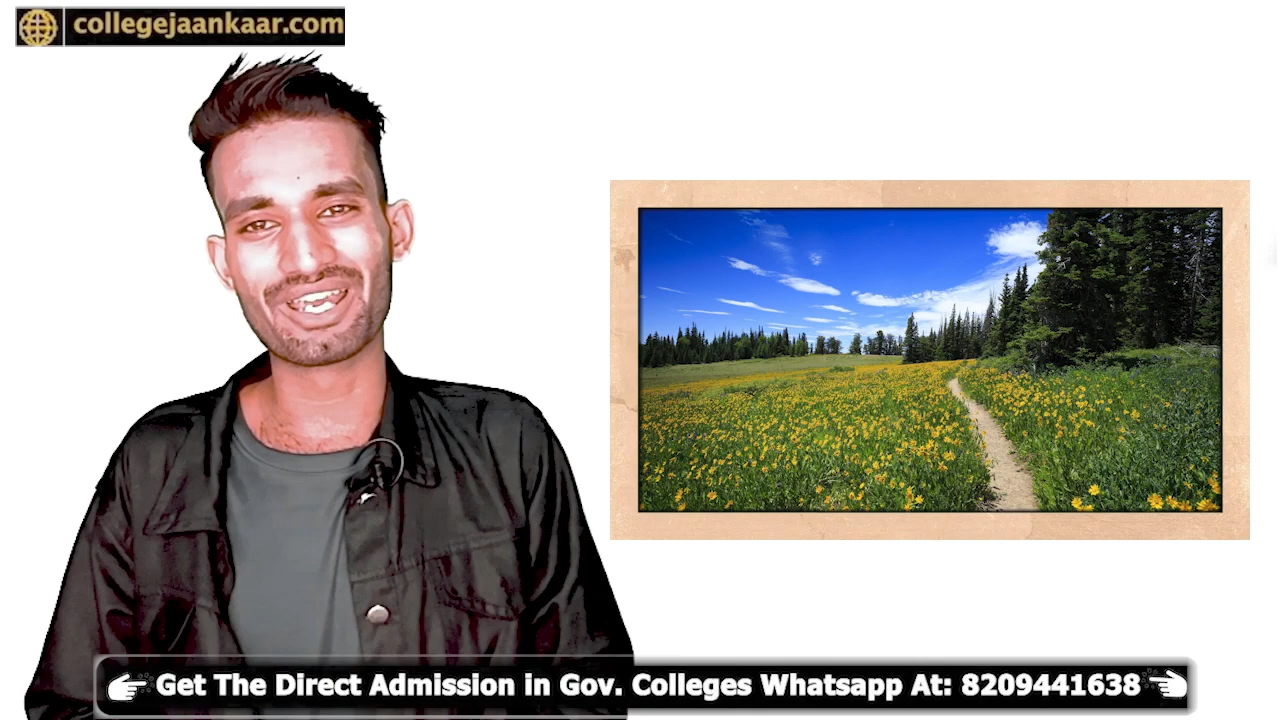 collegejaankaar.com
Get The Direct Admission in Gov. Colleges Whatsapp At: 8209441638